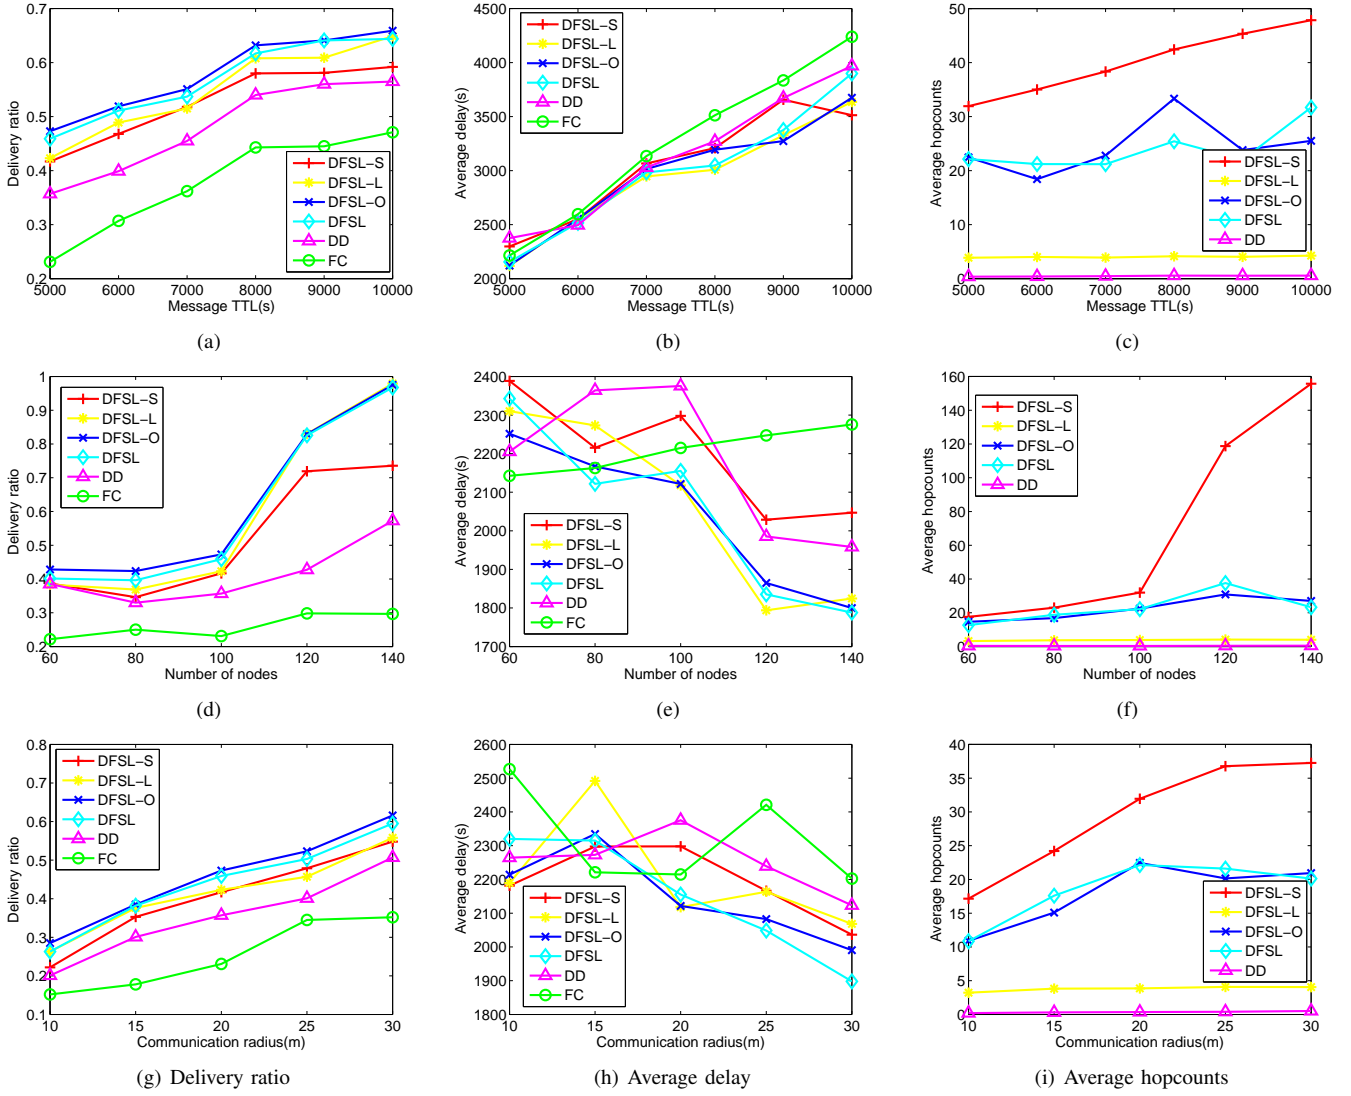 0.7
0.6
0.5
0.4
0.3
0.2
5000 6000 7000 8000 9000 10000
Delivery ratio
Message TTL(s)
DFSL-S
DFSL-L
DFSL-O
DFSL
DD
FC
(a)
4500
4000
3500
3000
2500
2000
5000 6000 7000 8000 9000 10000
Average delay(s)
Message TTL(s)
DFSL-S
DFSL-L
DFSL-O
DFSL
DD
FC
(b)
50
40
30
20
10
0
5000 6000 7000 8000 9000 10000
Average hopcounts
Message TTL(s)
DFSL-S
DFSL-L
DFSL-O
DFSL
DD
(c)
1
0.9
0.8
0.7
0.6
0.5
0.4
0.3
0.2
60 80 100 120 140
Delivery ratio
Number of nodes
DFSL-S
DFSL-L
DFSL-O
DFSL
DD
FC
(d)
2400
2300
2200
2100
2000
1900
1800
1700
60 80 100 120 140
Average delay(s)
Number of nodes
DFSL-S
DFSL-L
DFSL-O
DFSL
DD
FC
(e)
160
140
120
100
80
60
40
20
0
60 80 100 120 140
Average hopcounts
Number of nodes
DFSL-S
DFSL-L
DFSL-O
DFSL
DD
(f)
0.8
0.7
0.6
0.5
0.4
0.3
0.2
0.1
10 15 20 25 30
Delivery ratio
Communication radius(m)
DFSL-S
DFSL-L
DFSL-O
DFSL
DD
FC
(g) Delivery ratio
2600
2500
2400
2300
2200
2100
2000
1900
1800
10 15 20 25 30
Average delay(s)
Communication radius(m)
DFSL-S
DFSL-L
DFSL-O
DFSL
DD
FC
(h) Average delay
40
35
30
25
20
15
10
5
0
10 15 20 25 30
Average hopcounts
Communication radius(m)
DFSL-S
DFSL-L
DFSL-O
DFSL
DD
(i) Average hopcounts